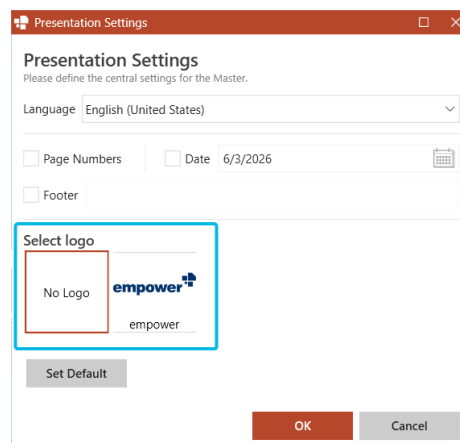 Presentation Settings
Presentation Settings
Please define the central settings for the Master.
Language English (United States)
Page Numbers Date 6/3/2026
Footer
Select logo
No Logo empower
empower
Set Default
OK Cancel